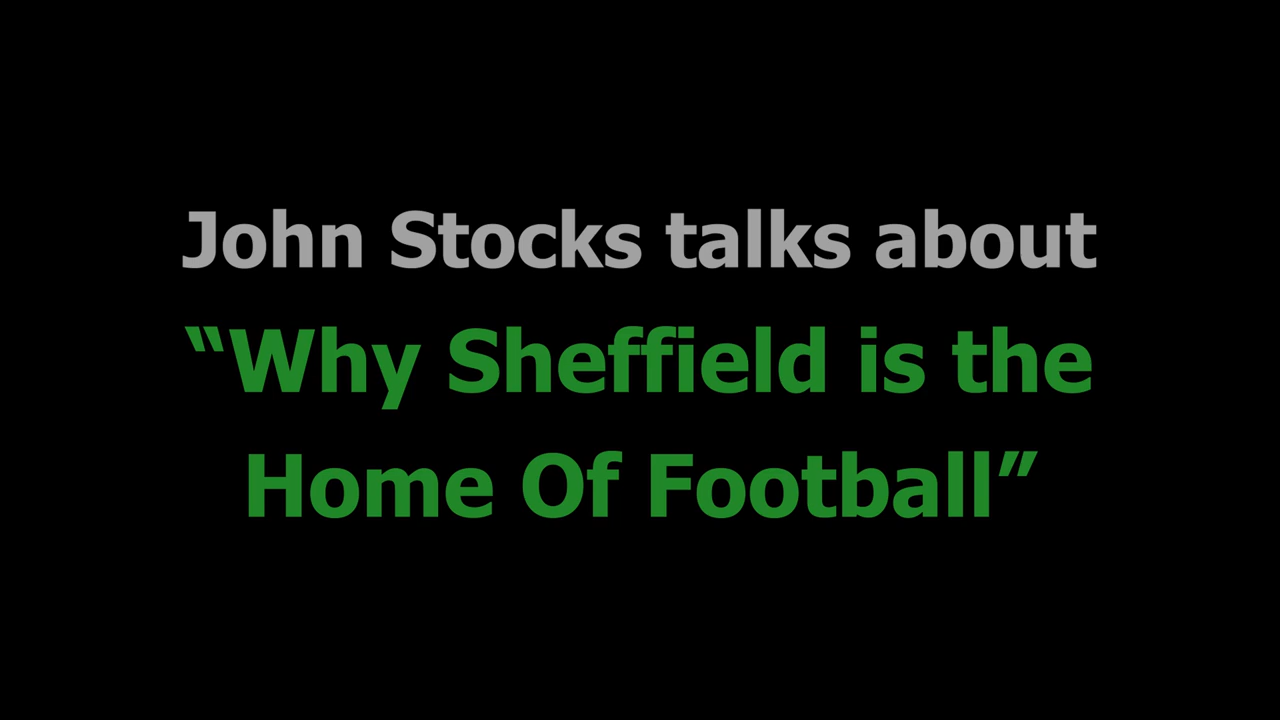 John Stocks talks about
“Why Sheffield is the
Home Of Football”